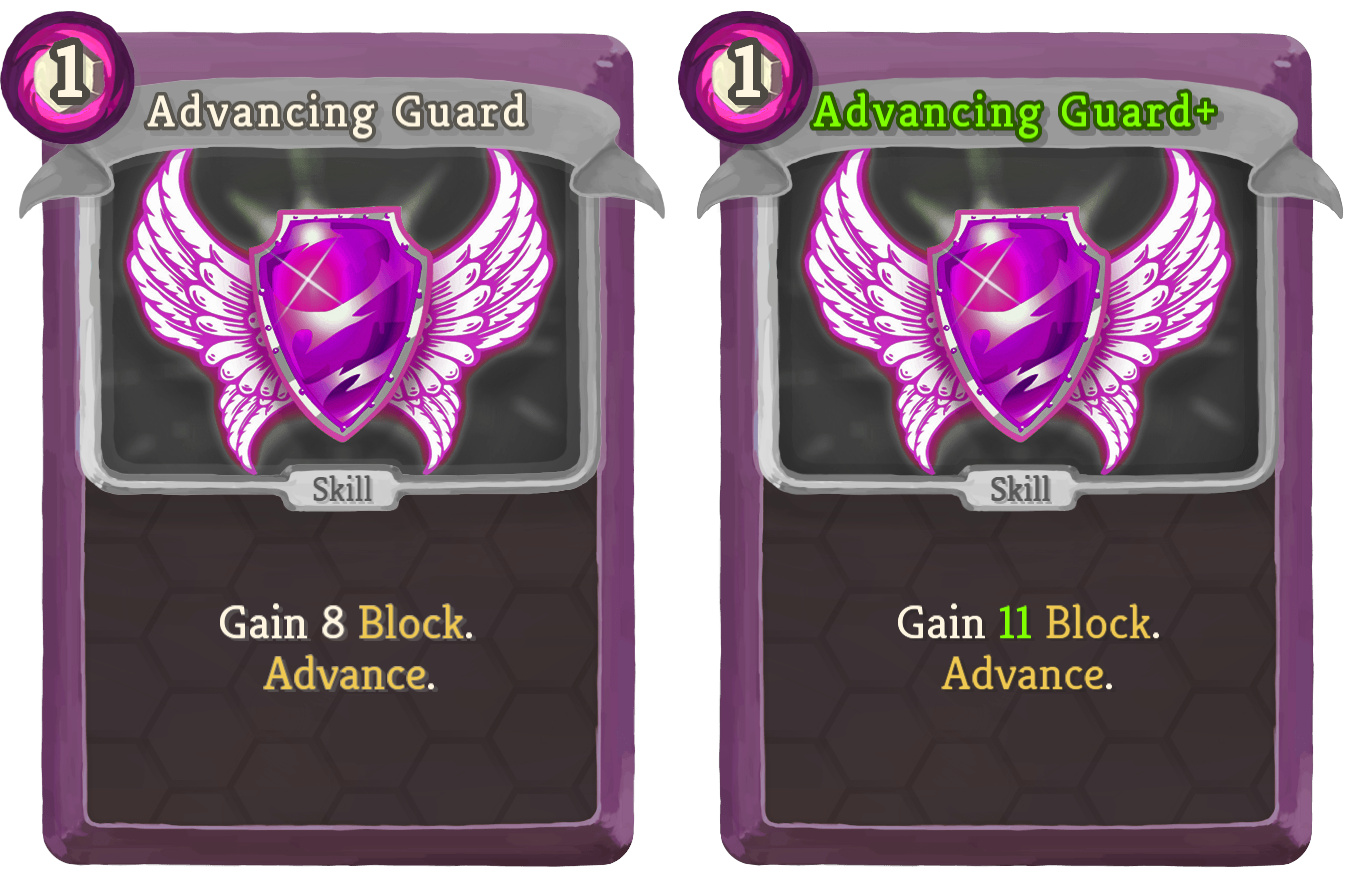 1
Advancing Guard
Skill
Gain 8 Block.
Advance.
1
Advancing Guard+
Skill
Gain 11 Block.
Advance.